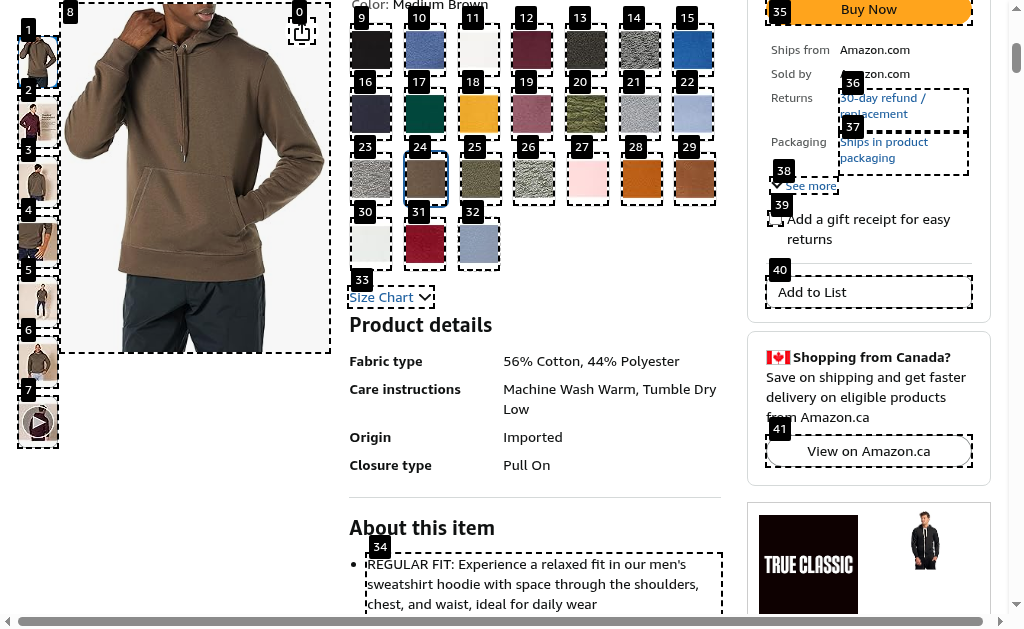 Color: Medium Brown
0
1
2
3
4
5
6
7
8
9
10
11
12
13
14
15
16
17
18
19
20
21
22
23
24
25
26
27
28
29
30
31
32
33
Size Chart
Product details
Fabric type 56% Cotton, 44% Polyester
Care instructions Machine Wash Warm, Tumble Dry
Low
Origin Imported
Closure type Pull On
About this item
34
REGULAR FIT: Experience a relaxed fit in our men's
sweatshirt hoodie with space through the shoulders,
chest, and waist, ideal for daily wear
35
Buy Now
Ships from Amazon.com
Sold by Amazon.com
36
Returns 30-day refund /
replacement
37
Packaging Ships in product
packaging
38
See more
39
Add a gift receipt for easy
returns
40
Add to List
Shopping from Canada?
Save on shipping and get faster
delivery on eligible products
from Amazon.ca
41
View on Amazon.ca
TRUE CLASSIC